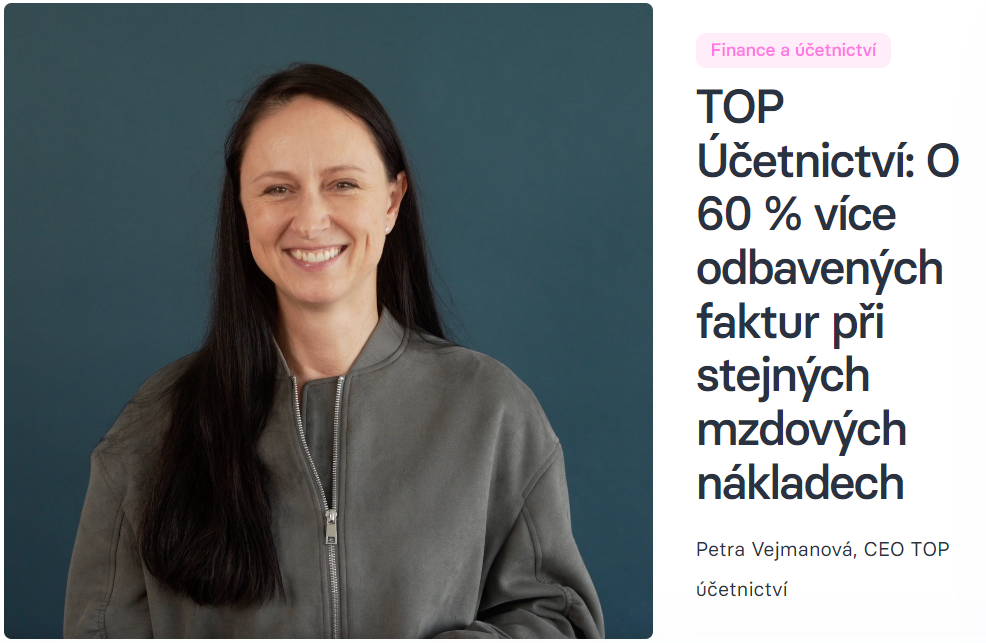 Finance a účetnictví
TOP
Účetnictví: O
60 % více
odbavených
faktur při
stejných
mzdových
nákladech
Petra Vejmanová, CEO TOP
účetnictví